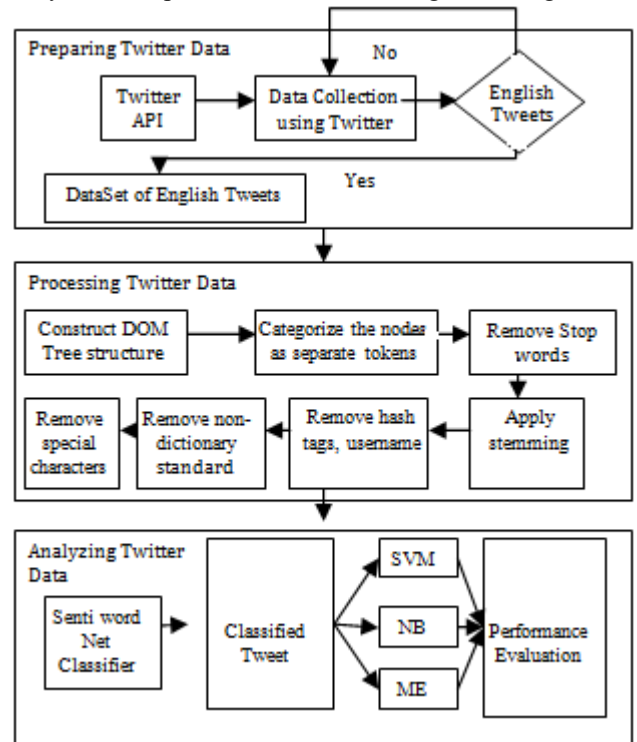 Preparing Twitter Data
No
Twitter
API
Data Collection
using Twitter
English
Tweets
Yes
DataSet of English Tweets
Processing Twitter Data
Construct DOM
Tree structure
Categorize the nodes
as separate tokens
Remove Stop
words
Apply
stemming
Remove hash
tags, username
Remove non-
dictionary
standard
Remove
special
characters
Analyzing Twitter
Data
Senti word
Net
Classifier
Classified
Tweet
SVM
NB
ME
Performance
Evaluation